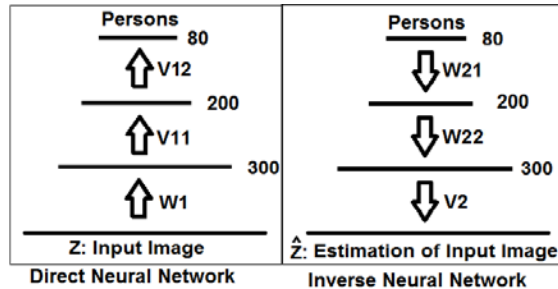 Persons
80
V12
200
V11
300
W1
Z: Input Image
Direct Neural Network
Persons
80
W21
200
W22
300
V2
Ẑ: Estimation of Input Image
Inverse Neural Network